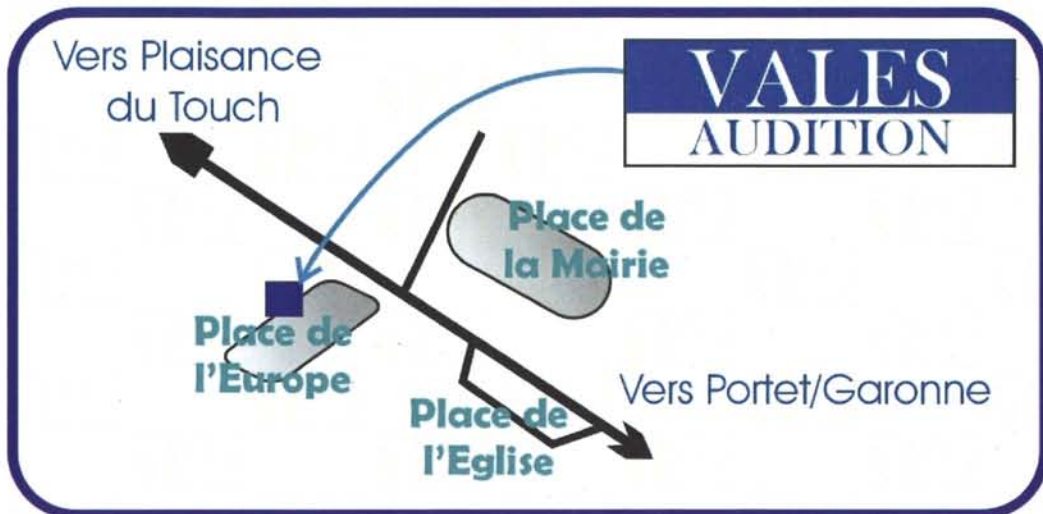 Vers Plaisance
du Touch
VALES
AUDITION
Place de
la Mairie
Place de
l'Europe
Vers Portet/Garonne
Place de
l'Eglise